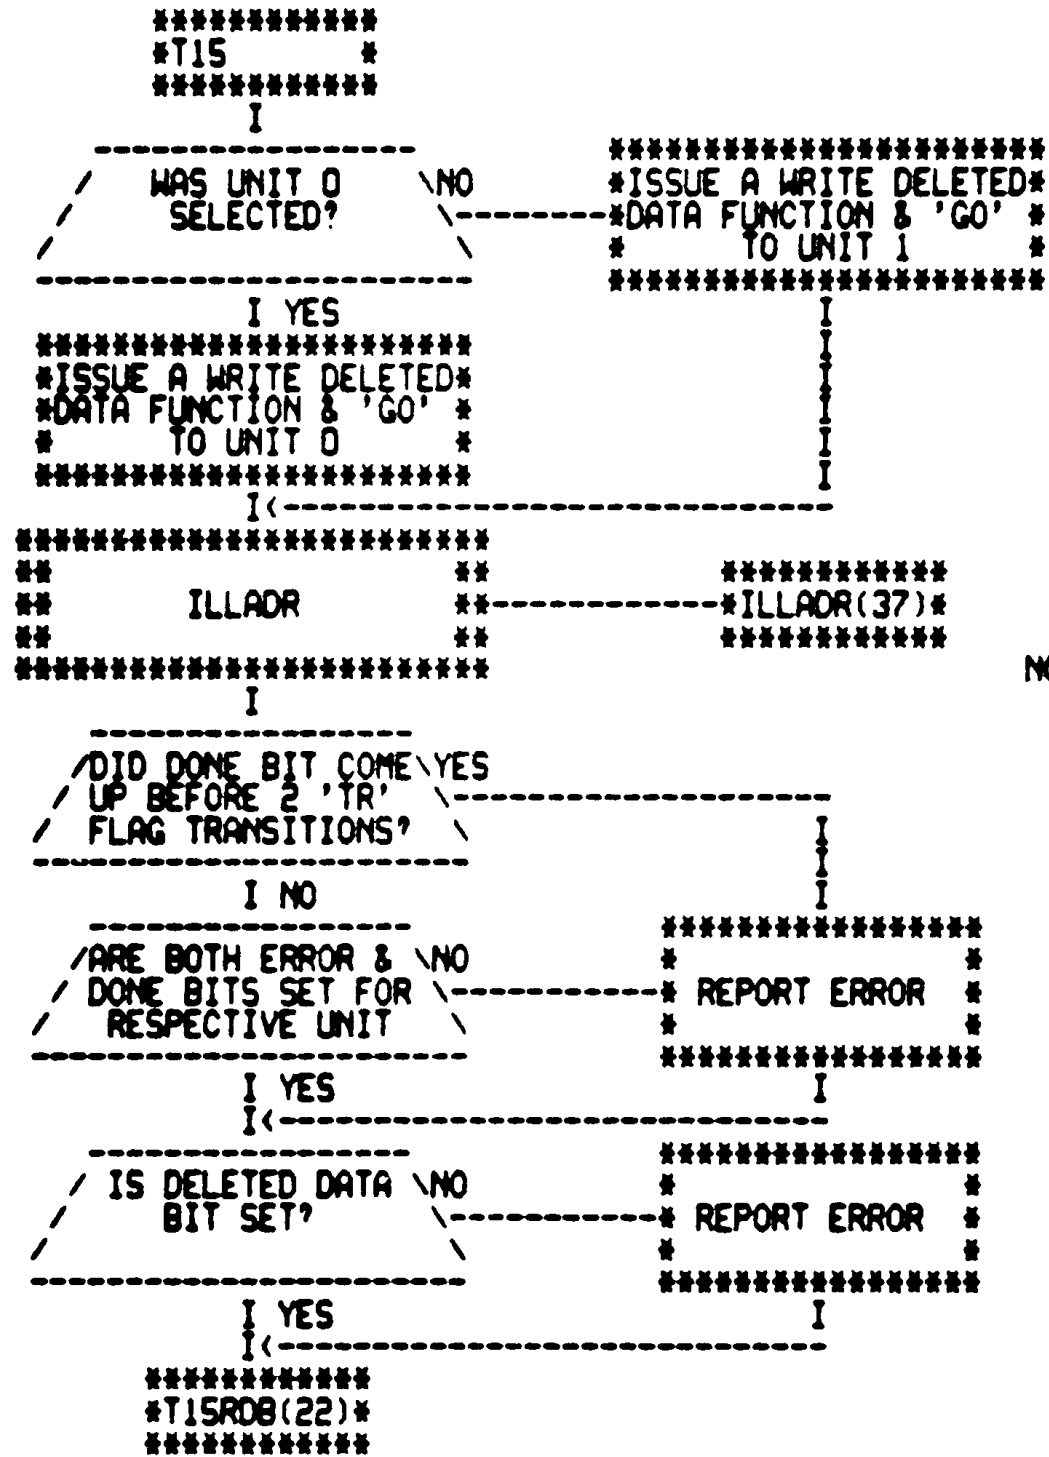 T15
WAS UNIT 0 NO
SELECTED?
ISSUE A WRITE DELETED
DATA FUNCTION & 'GO'
TO UNIT 1
I YES
ISSUE A WRITE DELETED
DATA FUNCTION & 'GO'
TO UNIT 0
ILLADR
ILLADR(37)
DID DONE BIT COME YES
UP BEFORE 2 'TR'
FLAG TRANSITIONS?
I NO
ARE BOTH ERROR & NO
DONE BITS SET FOR
RESPECTIVE UNIT
REPORT ERROR
I YES
IS DELETED DATA NO
BIT SET?
REPORT ERROR
I YES
T15RDB(22)